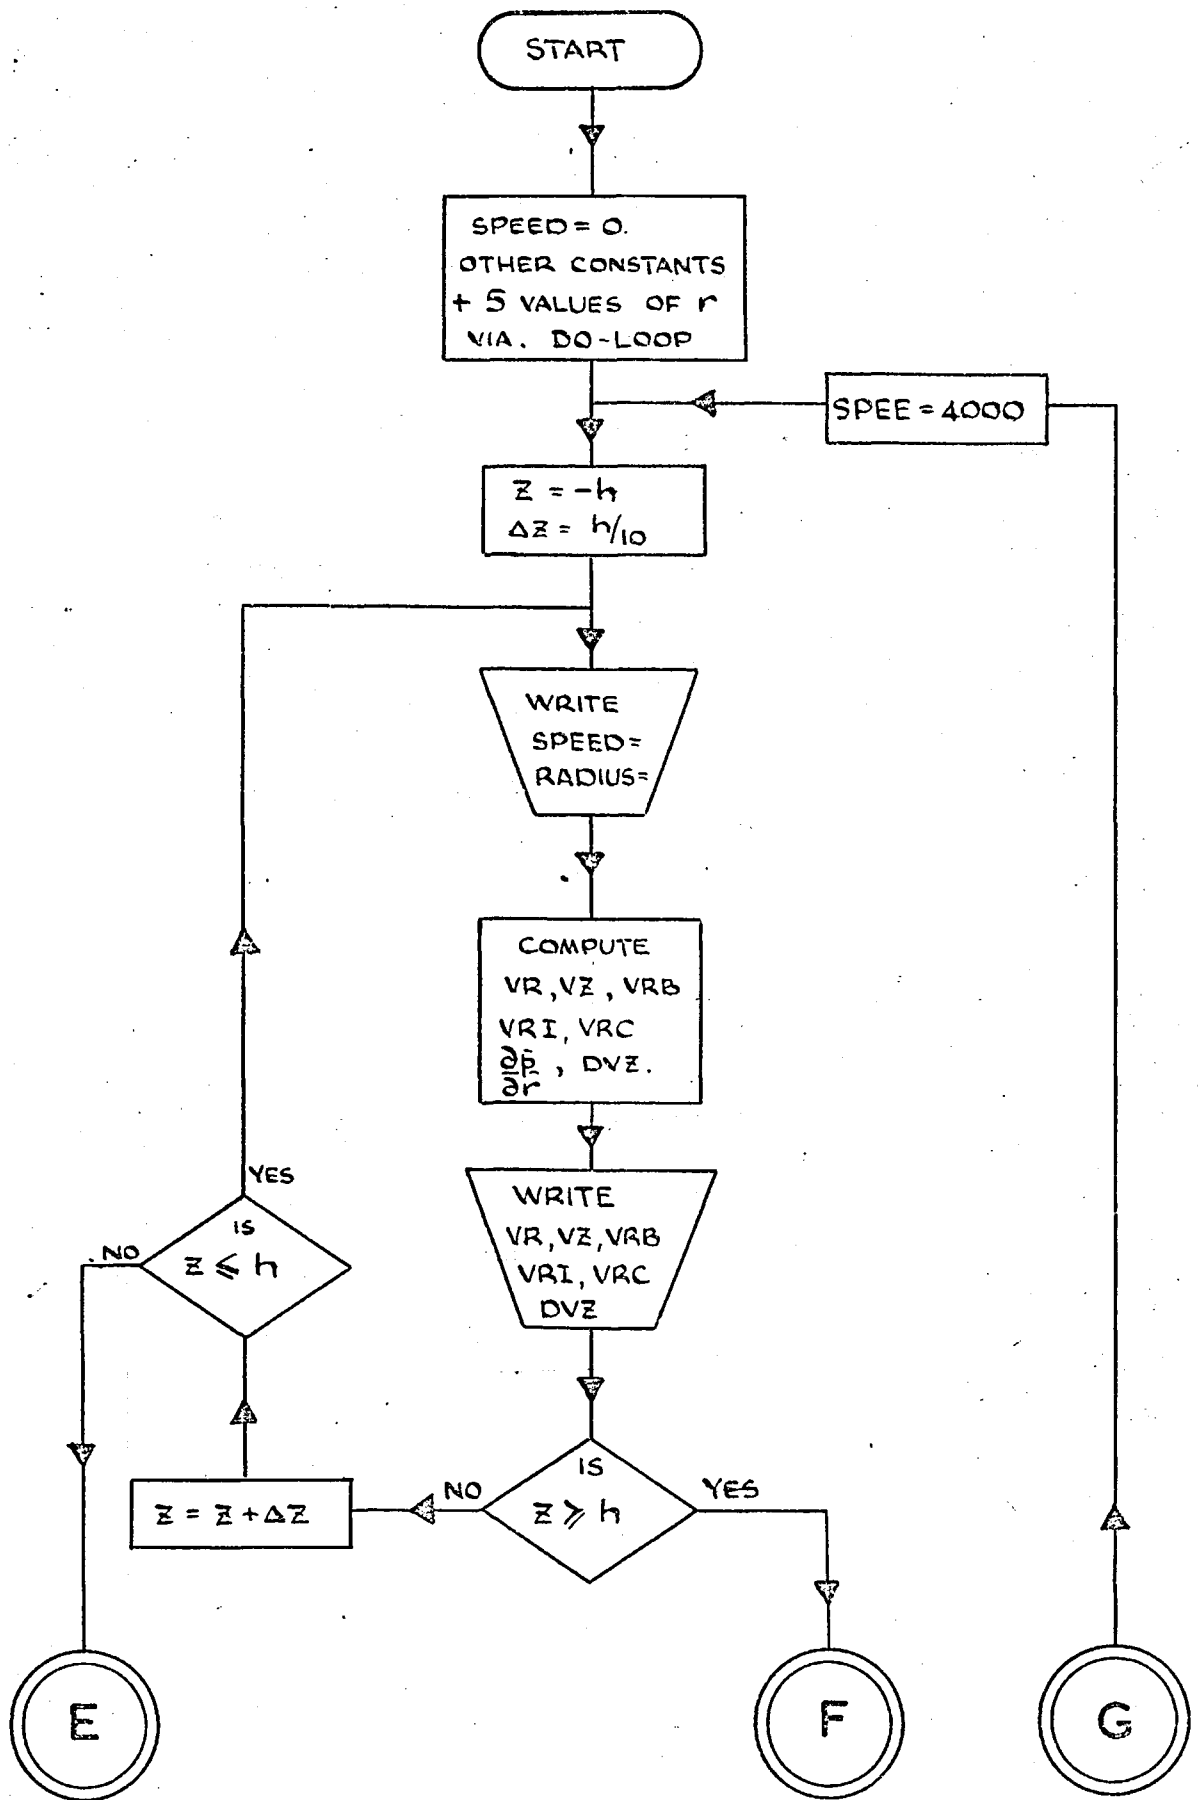 START
SPEED = 0.
OTHER CONSTANTS
+ 5 VALUES OF r
VIA. DO-LOOP
SPEE = 4000
Z = -h
ΔZ = h/10
WRITE
SPEED=
RADIUS=
COMPUTE
VR, VZ, VRB
VRI, VRC
∂p/∂r, DVZ.
YES
WRITE
VR, VZ, VRB
VRI, VRC
DVZ
IS
Z ≤ h
NO
IS
Z ≥ h
NO
YES
Z = Z + ΔZ
E
F
G